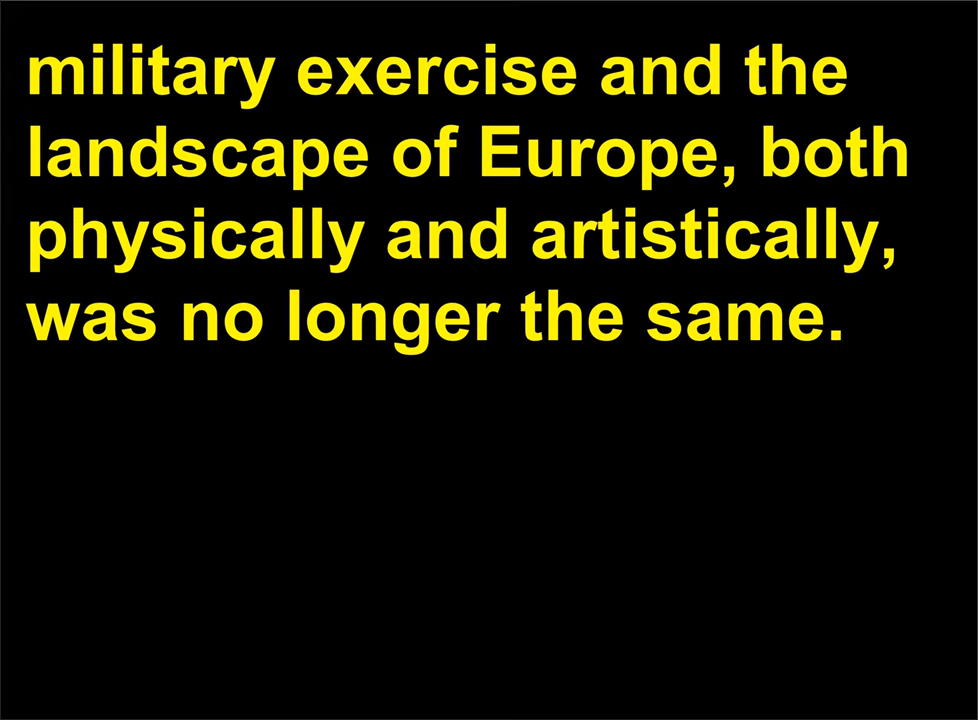 military exercise and the
landscape of Europe, both
physically and artistically,
was no longer the same.